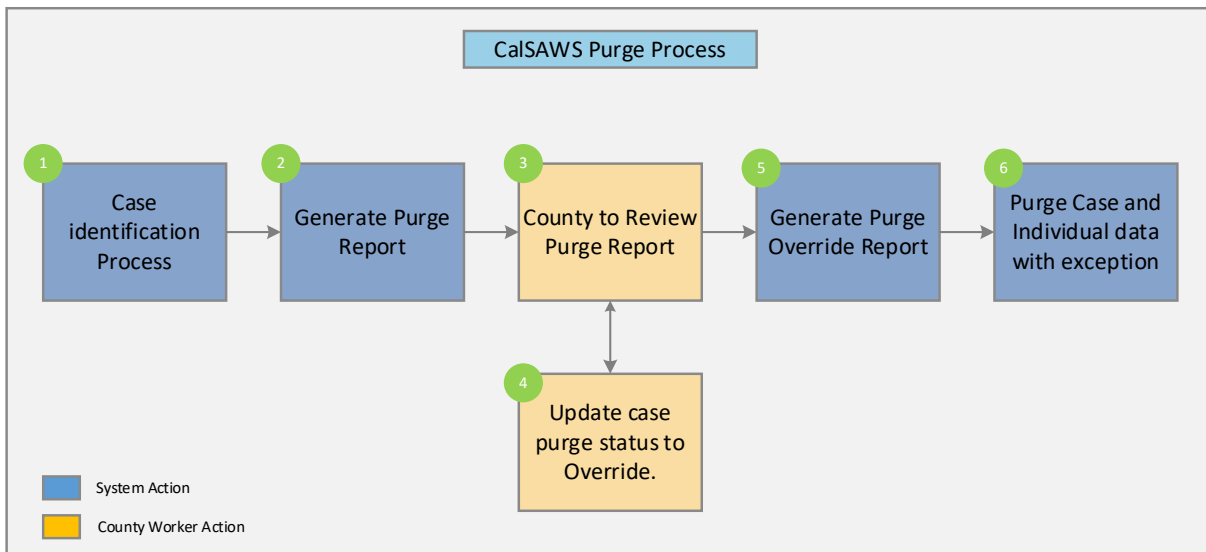 CalSAWS Purge Process
1
Case
identification
Process
2
Generate Purge
Report
3
County to Review
Purge Report
5
Generate Purge
Override Report
6
Purge Case and
Individual data
with exception
4
Update case
purge status to
Override.
System Action
County Worker Action